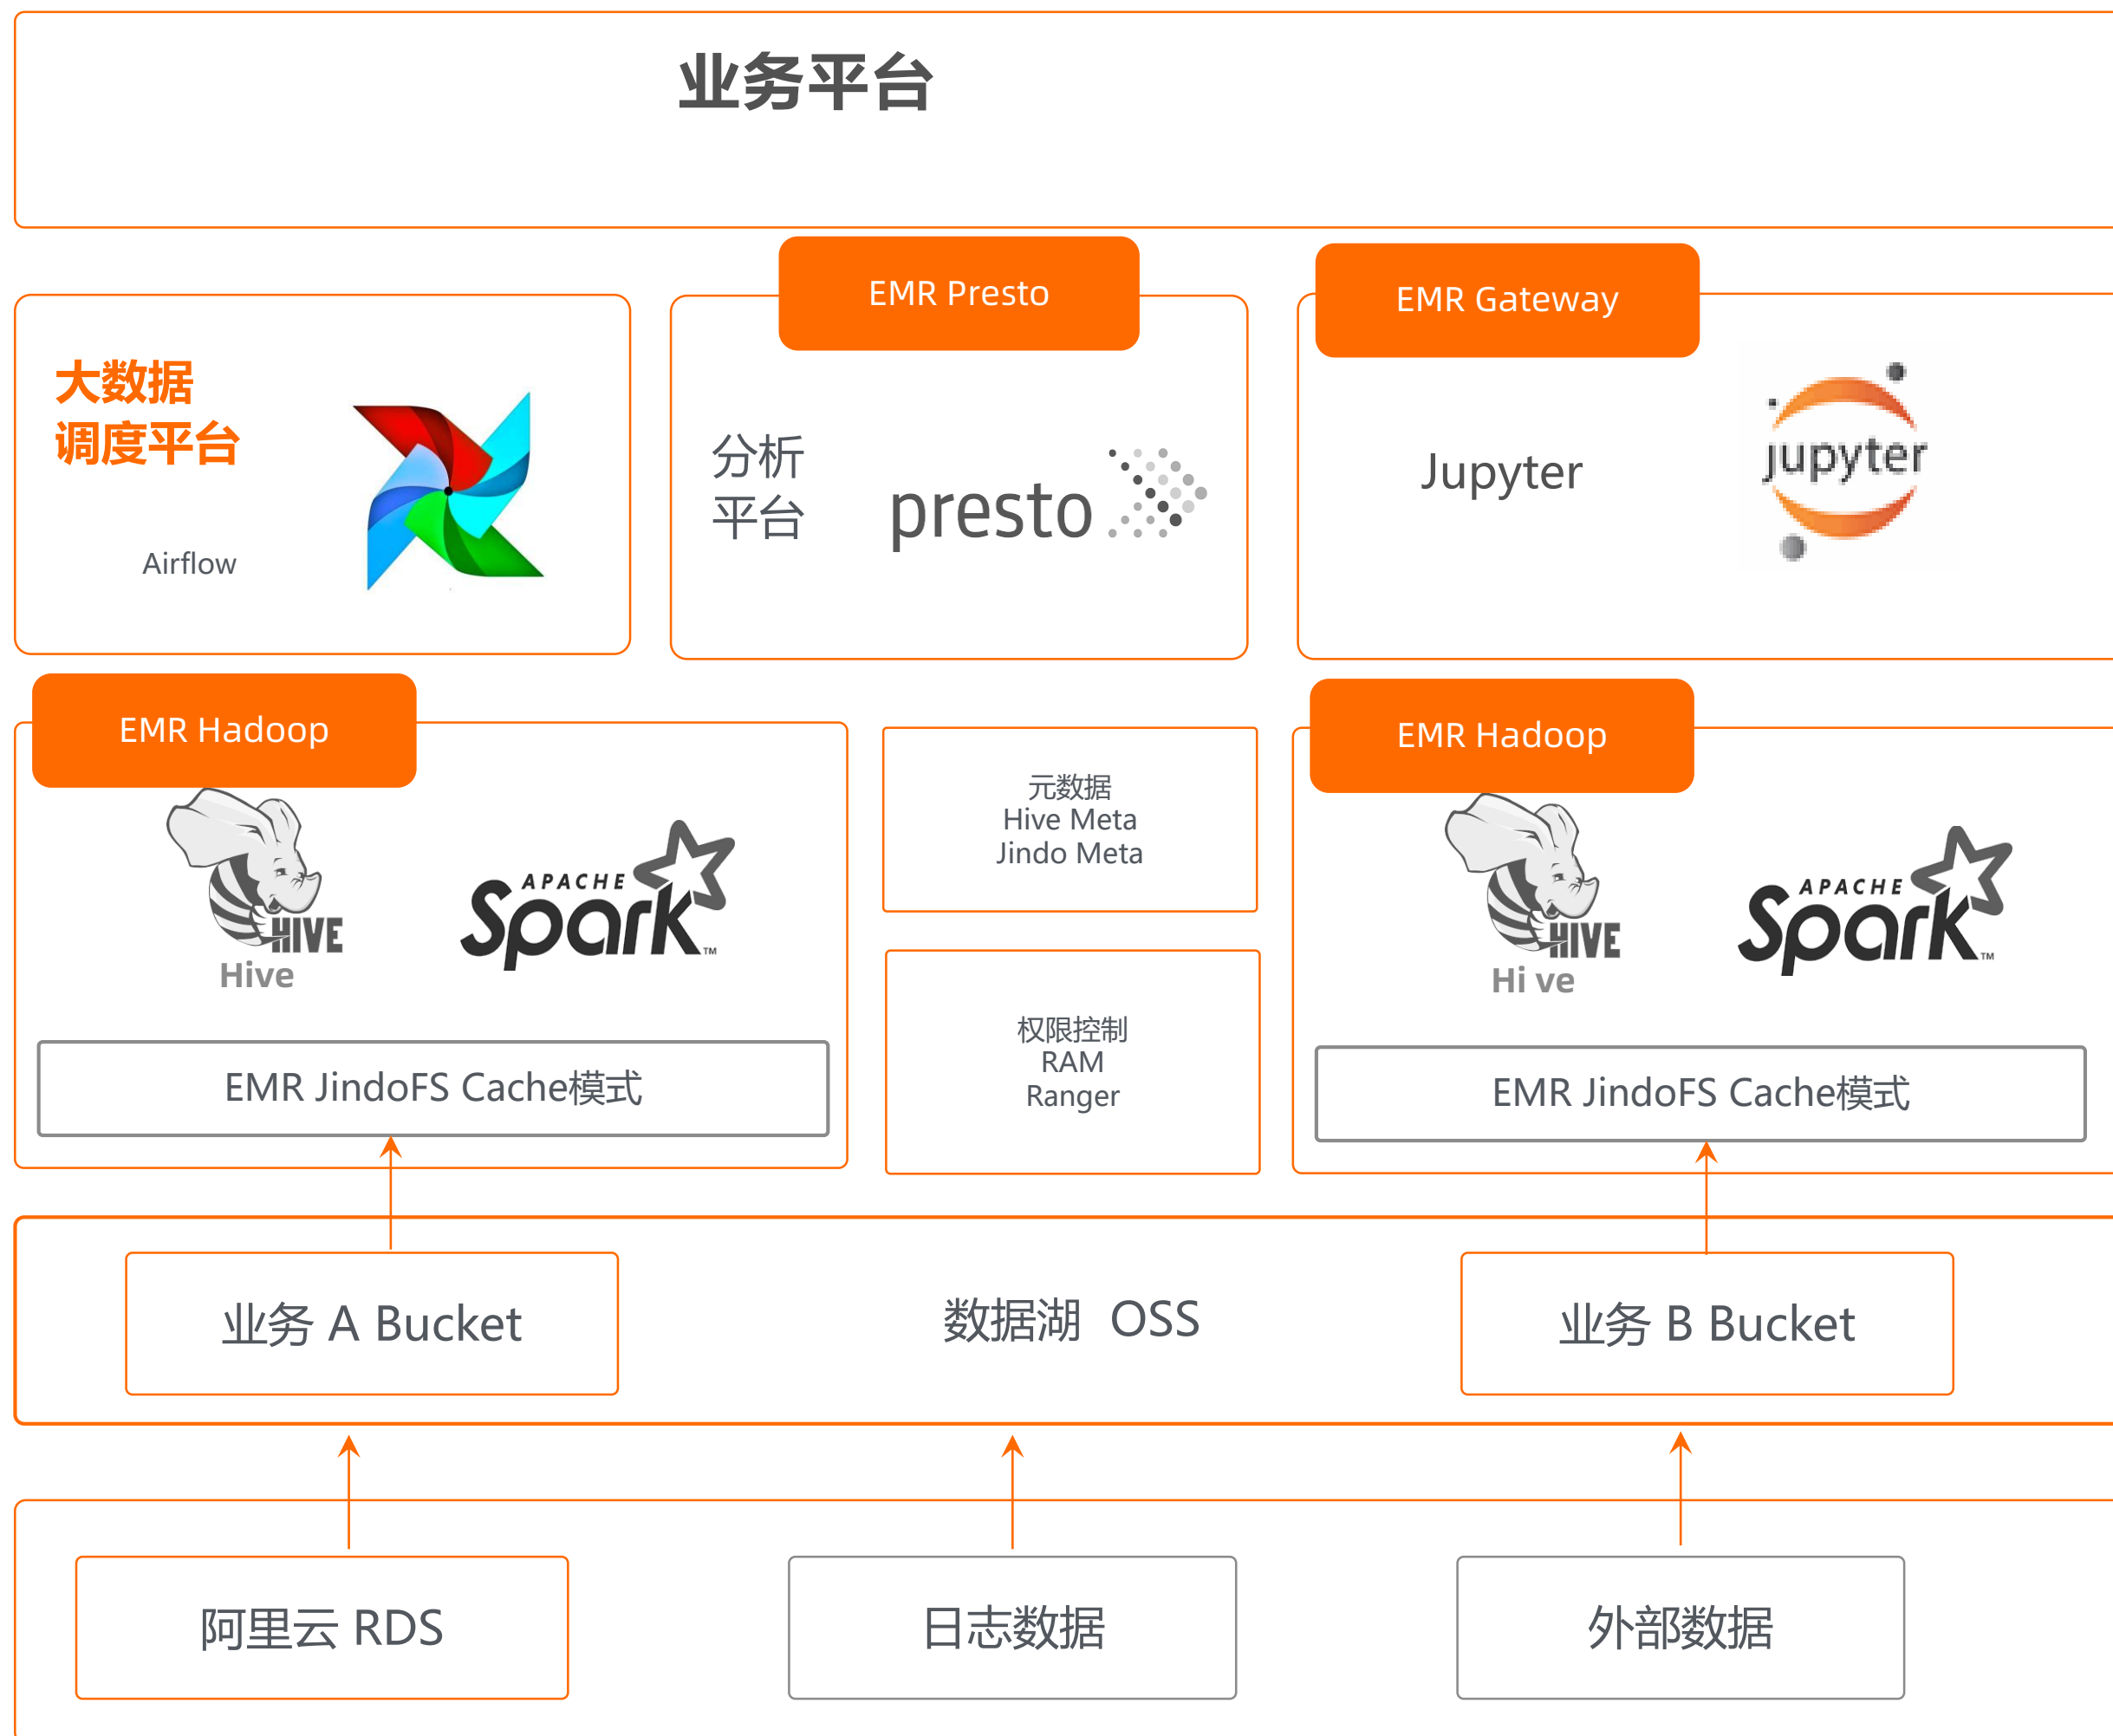 业务平台
EMR Presto
EMR Gateway
大数据
调度平台
Airflow
分析
平台
presto
Jupyter
jupyter
EMR Hadoop
EMR Hadoop
HIVE
Hive
APACHE
Spark™
元数据
Hive Meta
Jindo Meta
权限控制
RAM
Ranger
HIVE
Hi ve
APACHE
Spark™
EMR JindoFS Cache模式
EMR JindoFS Cache模式
业务 A Bucket
数据湖 OSS
业务 B Bucket
阿里云 RDS
日志数据
外部数据